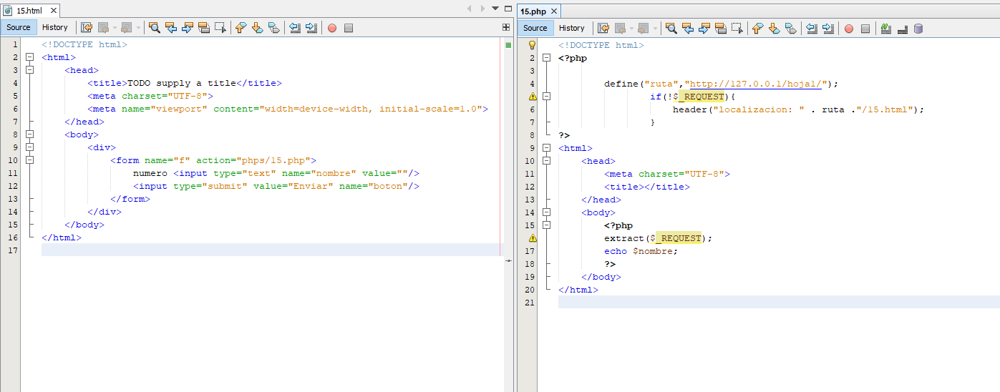 15.html
Source History
1 <!DOCTYPE html>
2 <html>
3 <head>
4 <title>TODO supply a title</title>
5 <meta charset="UTF-8">
6 <meta name="viewport" content="width=device-width, initial-scale=1.0">
7 </head>
8 <body>
9 <div>
10 <form name="f" action="phps/15.php">
11 numero <input type="text" name="nombre" value=""/>
12 <input type="submit" value="Enviar" name="boton"/>
13 </form>
14 </div>
15 </body>
16 </html>
17
15.php
Source History
<!DOCTYPE html>
2 <?php
3
4 define("ruta","http://127.0.0.1/hoja1/");
if(!$_REQUEST){
6 header("localizacion: " . ruta ."/15.html");
7 }
8 ?>
9 <html>
10 <head>
11 <meta charset="UTF-8">
12 <title></title>
13 </head>
14 <body>
15 <?php
extract($_REQUEST);
17 echo $nombre;
18 ?>
19 </body>
20 </html>
21